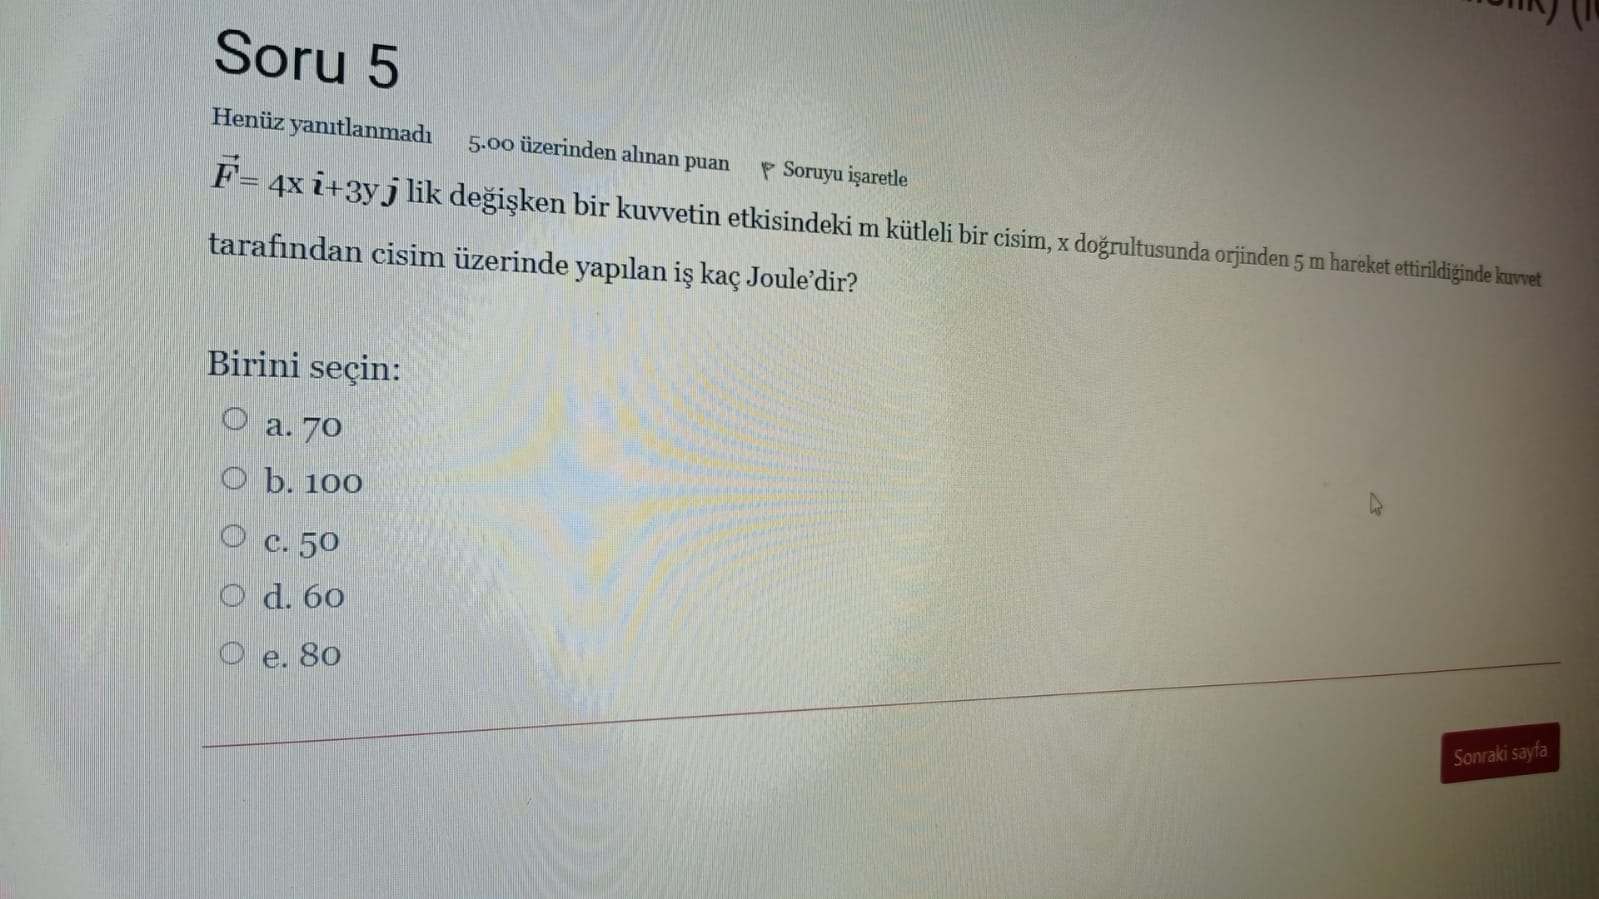 Soru 5
Henüz yanıtlanmadı 5.00 üzerinden alınan puan Soruyu işaretle
F⃗= 4x i+3y j lik değişken bir kuvvetin etkisindeki m kütleli bir cisim, x doğrultusunda orjinden 5 m hareket ettirildiğinde kuvvet
tarafından cisim üzerinde yapılan iş kaç Joule’dir?
Birini seçin:
a. 70
b. 100
c. 50
d. 60
e. 80
Sonraki sayfa